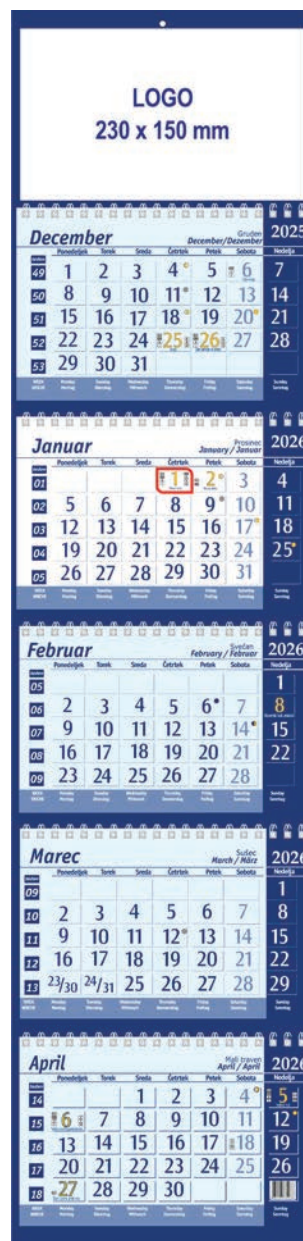 LOGO
230 x 150 mm
December
Gruden
December/Dezember
2025
Ponedeljek Torek Sreda Četrtek Petek Sobota Nedelja
49 1 2 3 4 5 6 7
50 8 9 10 11 12 13 14
51 15 16 17 18 19 20 21
52 22 23 24 25 26 27 28
53 29 30 31
Januar
Prosinec
January / Januar
2026
Ponedeljek Torek Sreda Četrtek Petek Sobota Nedelja
01 1 2 3 4
02 5 6 7 8 9 10 11
03 12 13 14 15 16 17 18
04 19 20 21 22 23 24 25
05 26 27 28 29 30 31
Februar
Svečan
February / Februar
2026
Ponedeljek Torek Sreda Četrtek Petek Sobota Nedelja
05 1
06 2 3 4 5 6 7 8
07 9 10 11 12 13 14 15
08 16 17 18 19 20 21 22
09 23 24 25 26 27 28
Marec
Sušec
March / März
2026
Ponedeljek Torek Sreda Četrtek Petek Sobota Nedelja
09 1
10 2 3 4 5 6 7 8
11 9 10 11 12 13 14 15
12 16 17 18 19 20 21 22
13 23/30 24/31 25 26 27 28 29
April
Mali traven
April / April
2026
Ponedeljek Torek Sreda Četrtek Petek Sobota Nedelja
14 1 2 3 4 5
15 6 7 8 9 10 11 12
16 13 14 15 16 17 18 19
17 20 21 22 23 24 25 26
18 27 28 29 30